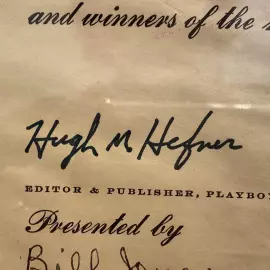 and winners of the
Hugh M Hefner
EDITOR & PUBLISHER, PLAYBO
Presented by
Bill